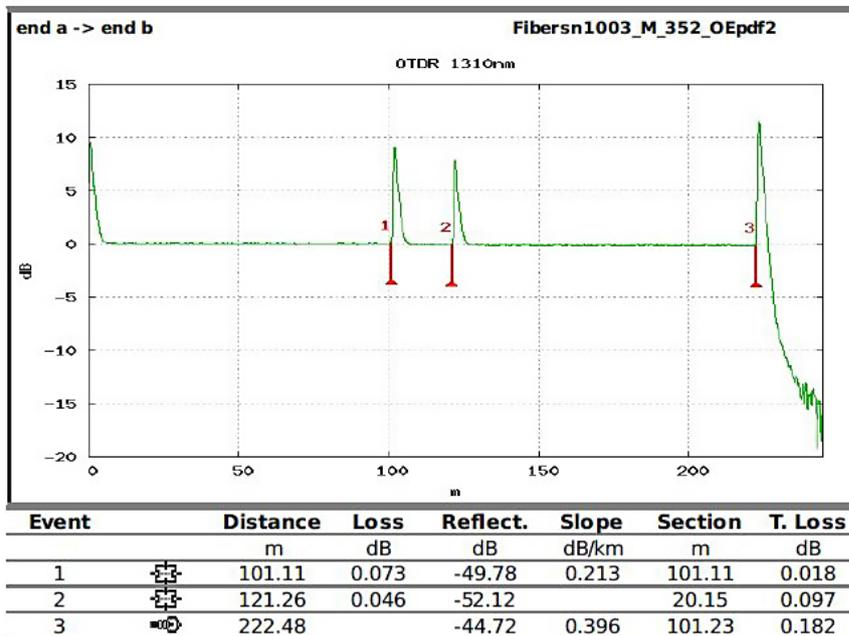 end a -> end b Fibersn1003_M_352_OEpdf2
OTDR 1310nm
15
10
5
0
-5
-10
-15
-20
dB
1 2 3
0 50 100 150 200
m
Event Distance Loss Reflect. Slope Section T. Loss
m dB dB dB/km m dB
1 101.11 0.073 -49.78 0.213 101.11 0.018
2 121.26 0.046 -52.12 20.15 0.097
3 222.48 -44.72 0.396 101.23 0.182